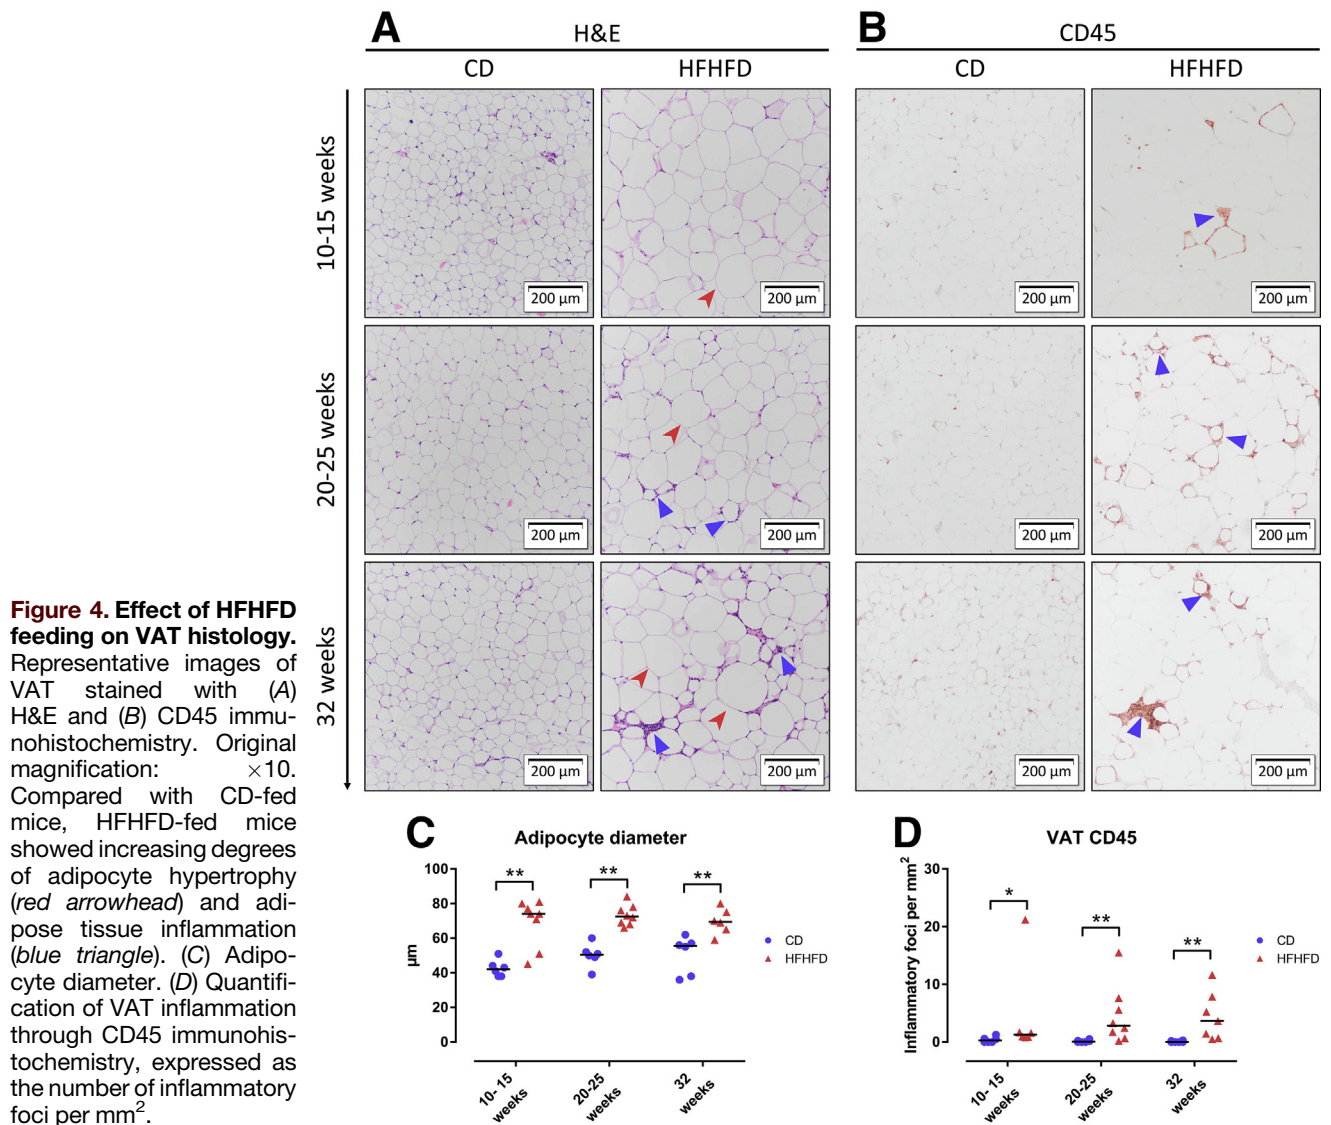 A
H&E
CD
HFHFD
B
CD45
CD
HFHFD
10-15 weeks
200 µm
200 µm
200 µm
200 µm
20-25 weeks
200 µm
200 µm
200 µm
200 µm
32 weeks
200 µm
200 µm
200 µm
200 µm
Figure 4. Effect of HFHFD
feeding on VAT histology.
Representative images of
VAT stained with (A)
H&E and (B) CD45 immu-
nohistochemistry. Original
magnification: ×10.
Compared with CD-fed
mice, HFHFD-fed mice
showed increasing degrees
of adipocyte hypertrophy
(red arrowhead) and adi-
pose tissue inflammation
(blue triangle). (C) Adipo-
cyte diameter. (D) Quantifi-
cation of VAT inflammation
through CD45 immunohis-
tochemistry, expressed as
the number of inflammatory
foci per mm2.
C
Adipocyte diameter
µm
100
80
60
40
20
0
**
**
**
10- 15
weeks
20-25
weeks
32
weeks
CD
HFHFD
D
VAT CD45
Inflammatory foci per mm2
30
20
10
0
*
**
**
10- 15
weeks
20-25
weeks
32
weeks
CD
HFHFD